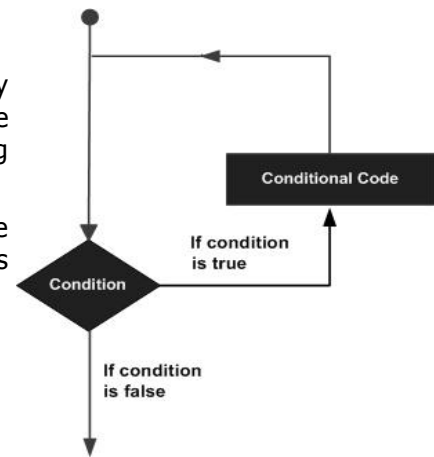 Conditional Code
If condition
is true
Condition
If condition
is false